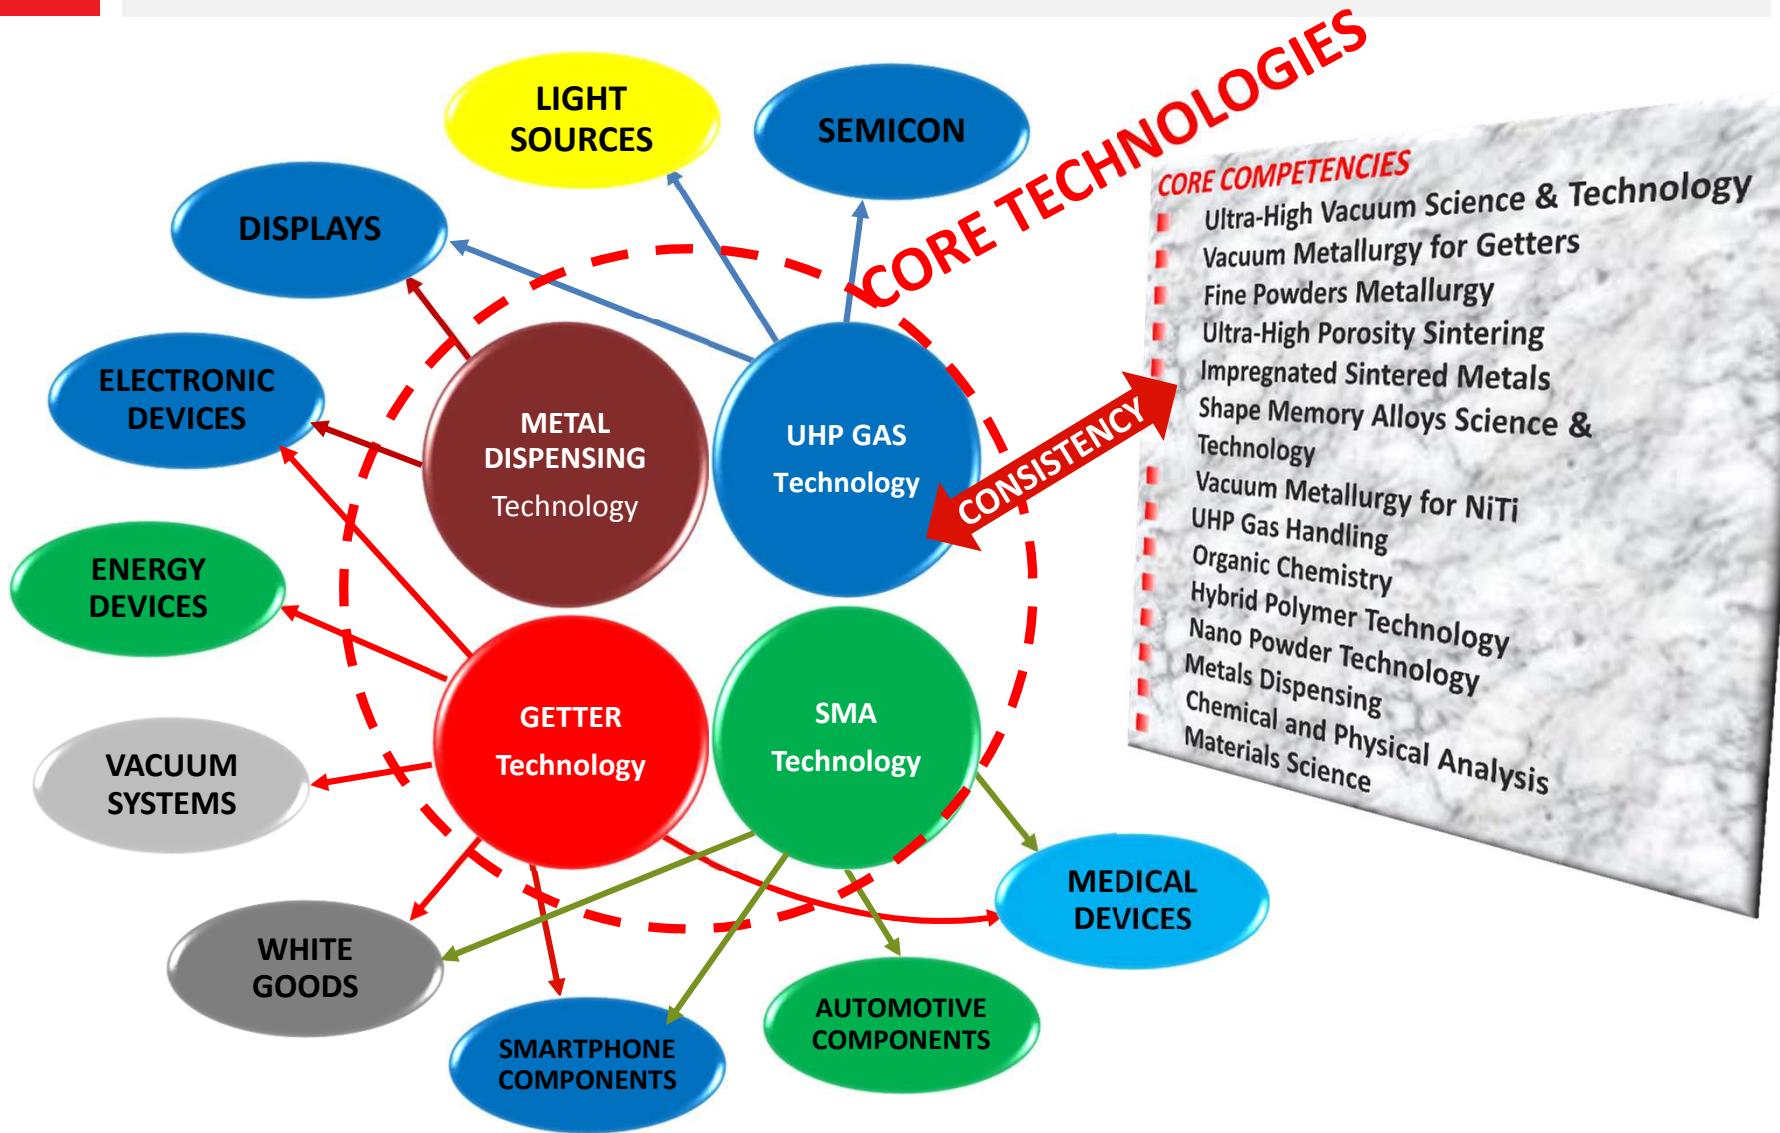 CORE TECHNOLOGIES
LIGHT
SOURCES
SEMICON
DISPLAYS
ELECTRONIC
DEVICES
ENERGY
DEVICES
VACUUM
SYSTEMS
WHITE
GOODS
SMARTPHONE
COMPONENTS
AUTOMOTIVE
COMPONENTS
MEDICAL
DEVICES
METAL
DISPENSING
Technology
UHP GAS
Technology
GETTER
Technology
SMA
Technology
CONSISTENCY
CORE COMPETENCIES
Ultra-High Vacuum Science & Technology
Vacuum Metallurgy for Getters
Fine Powders Metallurgy
Ultra-High Porosity Sintering
Impregnated Sintered Metals
Shape Memory Alloys Science &
Technology
Vacuum Metallurgy for NiTi
UHP Gas Handling
Organic Chemistry
Hybrid Polymer Technology
Nano Powder Technology
Metals Dispensing
Chemical and Physical Analysis
Materials Science